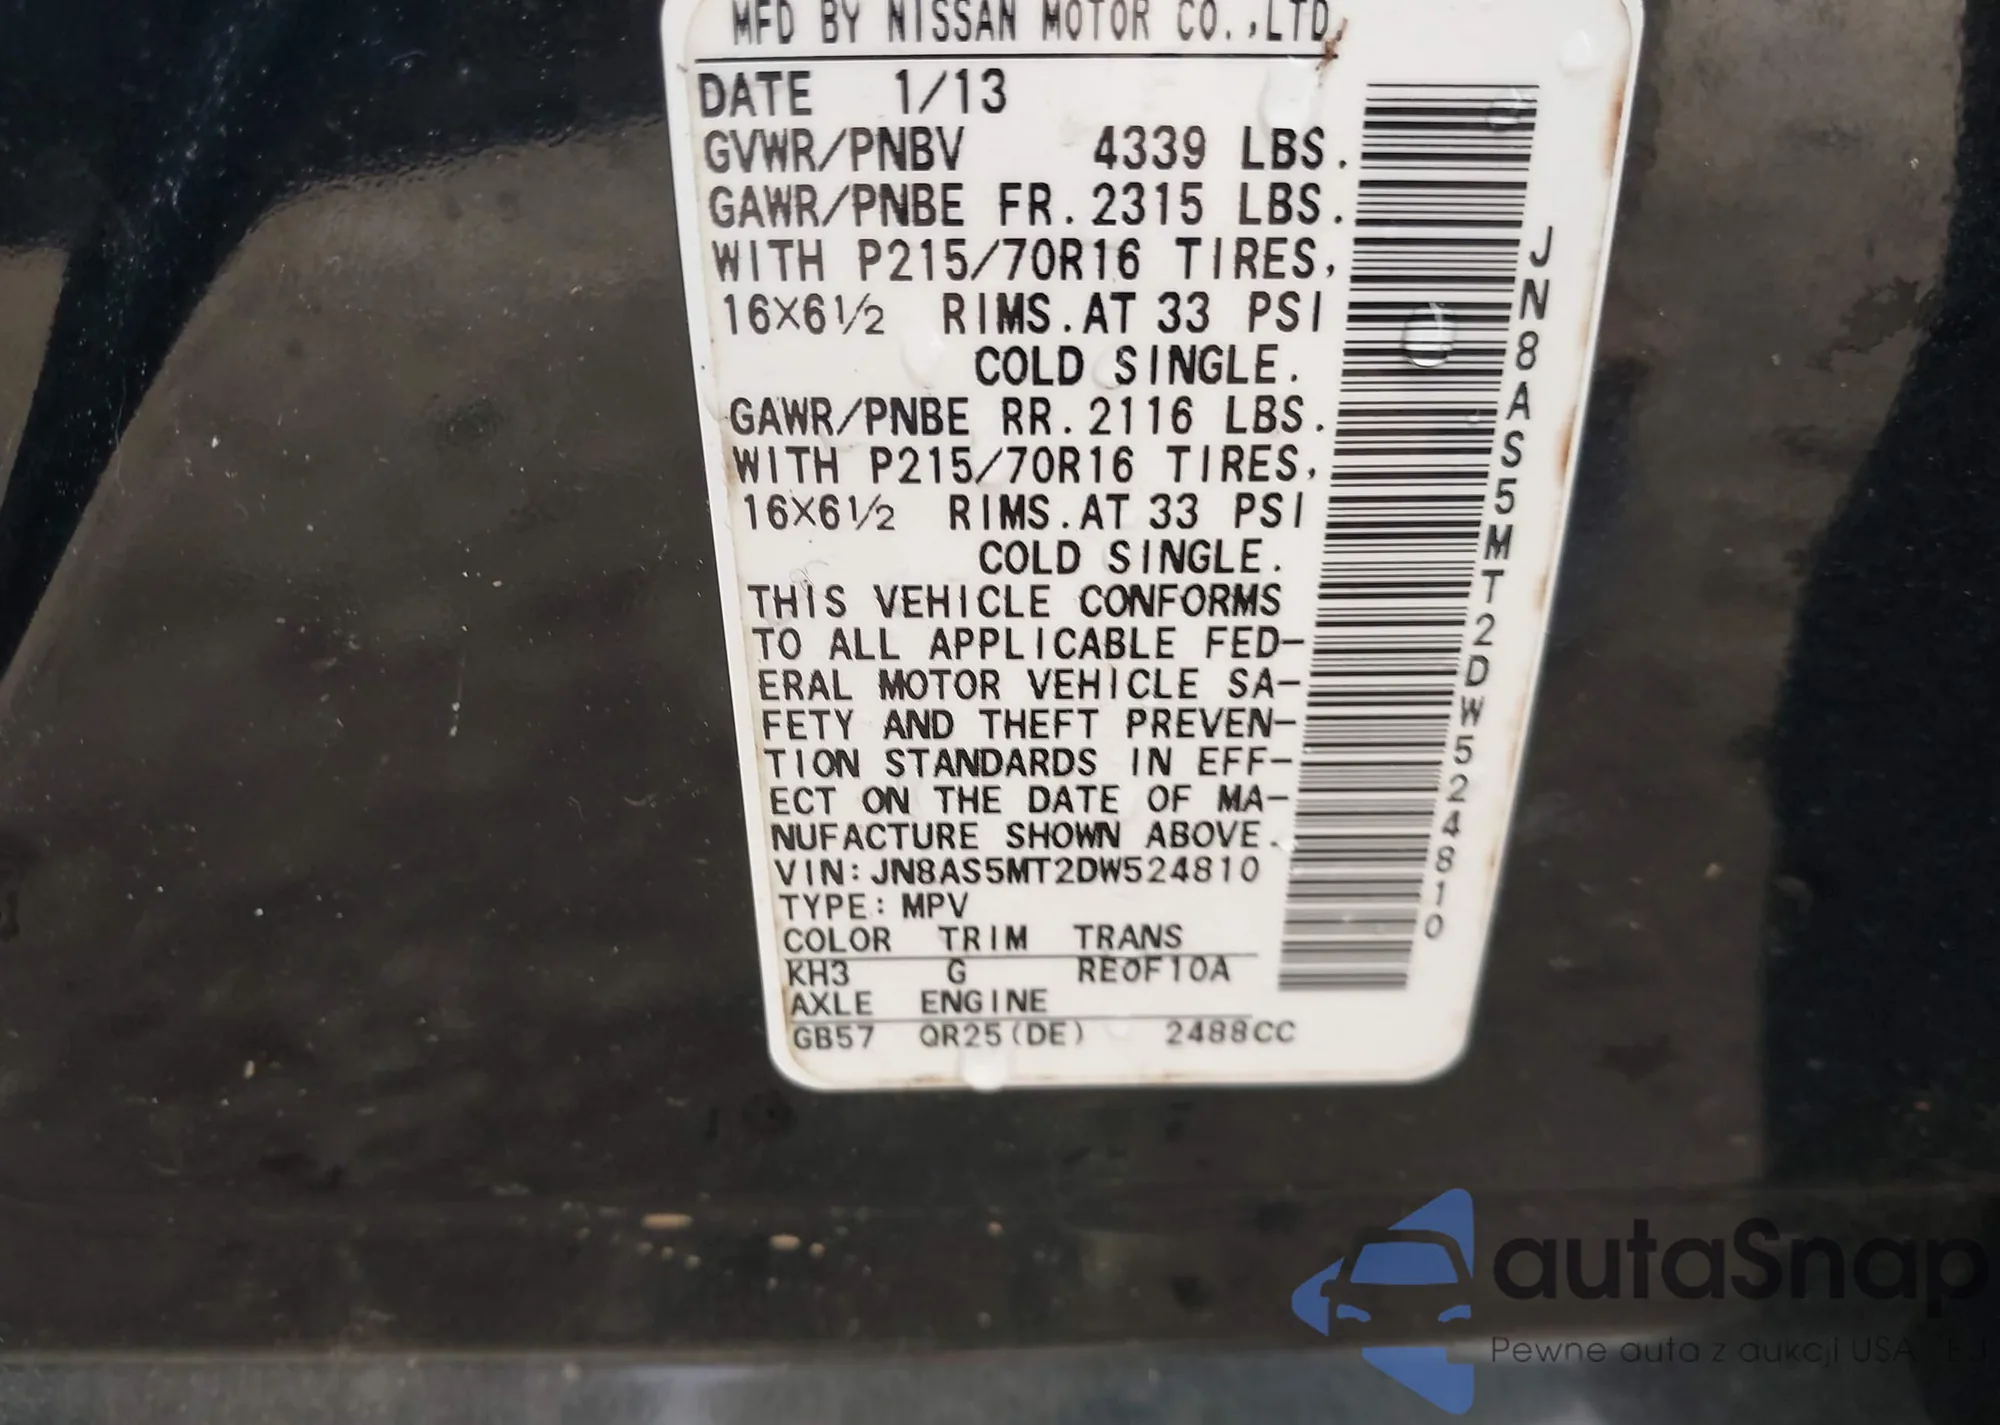 MFD BY NISSAN MOTOR CO.,LTD.
DATE 1/13
GVWR/PNBV 4339 LBS.
GAWR/PNBE FR. 2315 LBS.
WITH P215/70R16 TIRES,
16X6 1/2 RIMS. AT 33 PSI
COLD SINGLE.
GAWR/PNBE RR. 2116 LBS.
WITH P215/70R16 TIRES,
16X6 1/2 RIMS. AT 33 PSI
COLD SINGLE.
THIS VEHICLE CONFORMS
TO ALL APPLICABLE FED-
ERAL MOTOR VEHICLE SA-
FETY AND THEFT PREVEN-
TION STANDARDS IN EFF-
ECT ON THE DATE OF MA-
NUFACTURE SHOWN ABOVE.
VIN: JN8AS5MT2DW524810
TYPE: MPV
COLOR TRIM TRANS
KH3 G RE0F10A
AXLE ENGINE
GB57 QR25(DE) 2488CC
JN8AS5MT2DW524810
autaSnap
Pewne auta z aukcji USA